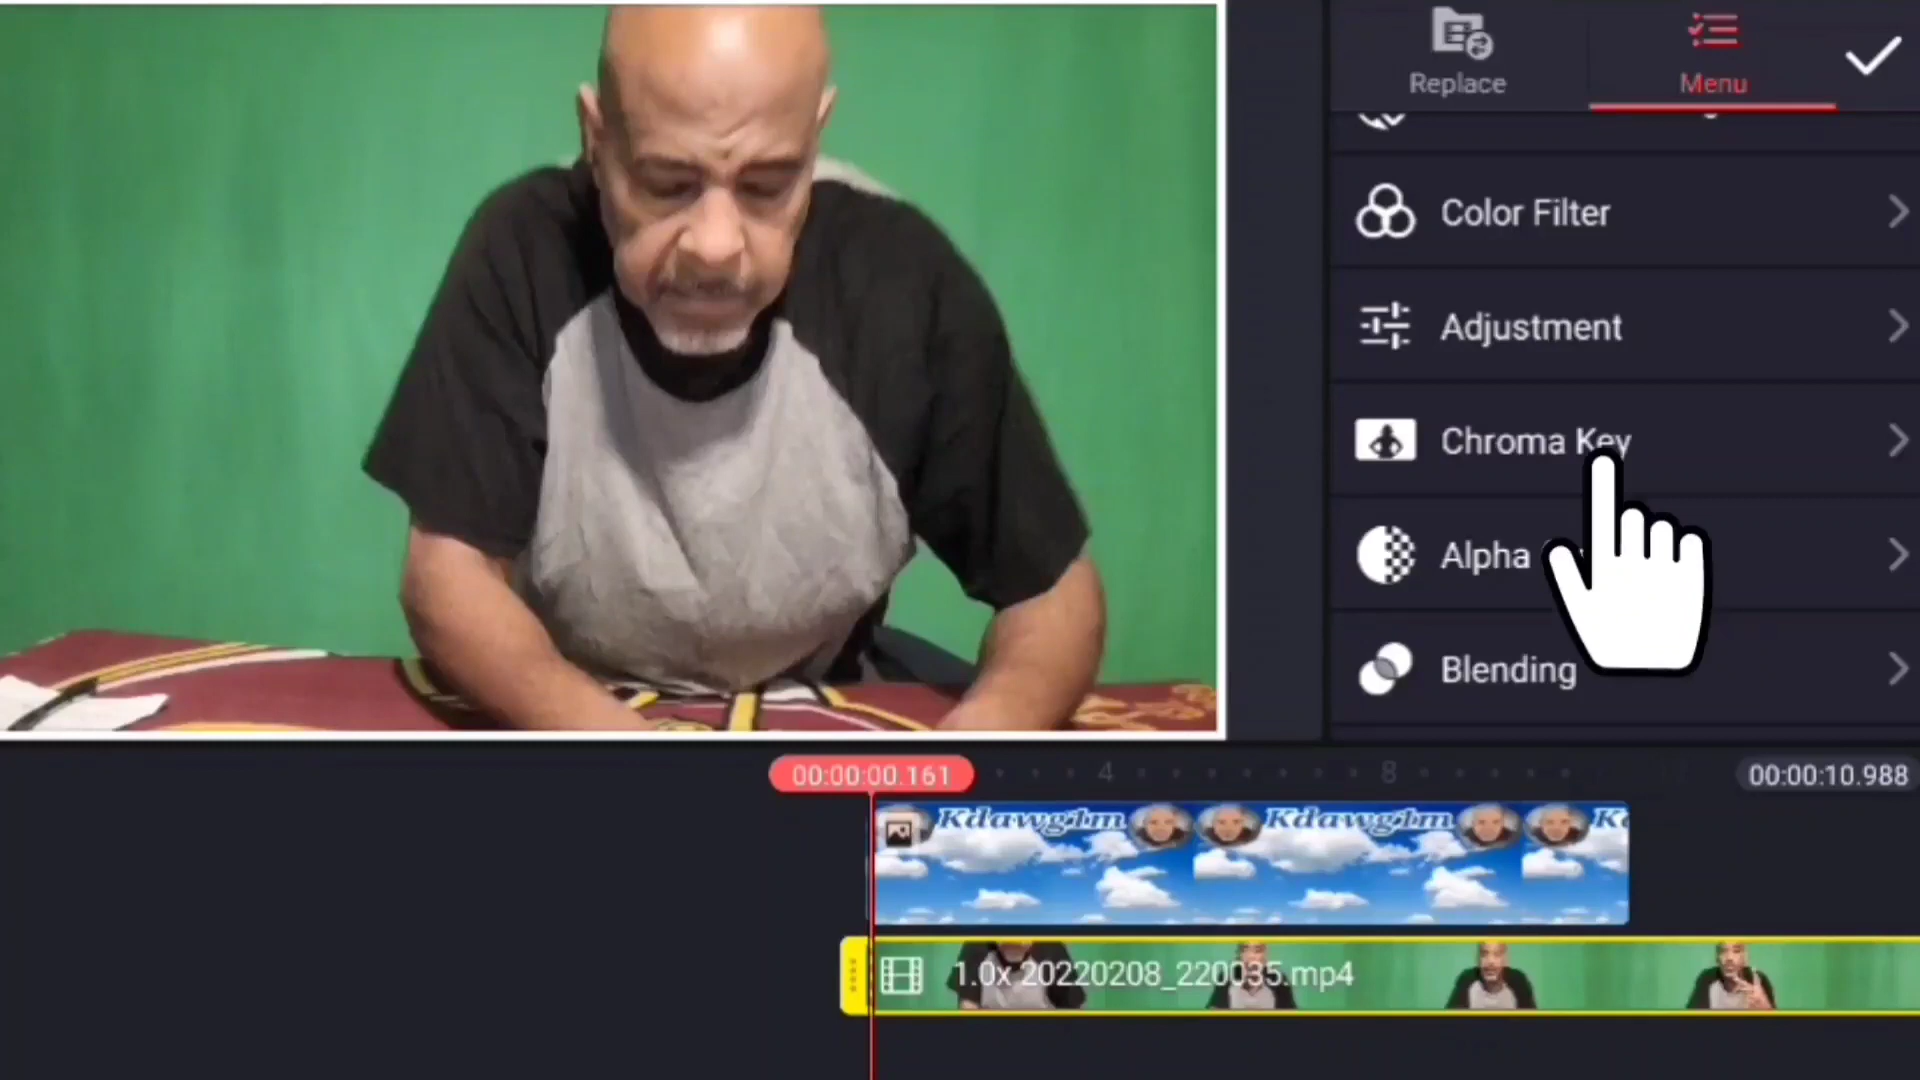 Replace
Menu
Color Filter
Adjustment
Chroma Key
Alpha
Blending
00:00:00.161
4
8
00:00:10.988
Kdawg1m
Kdawg1m
K
1.0x 20220208_220035.mp4